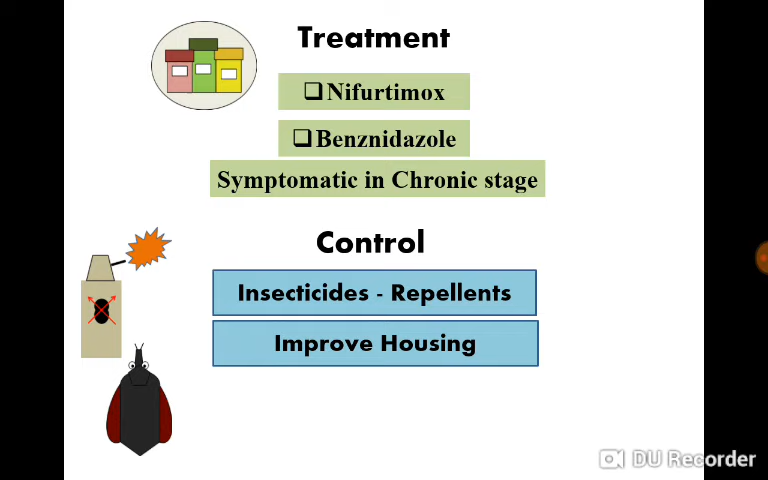 Treatment
❑Nifurtimox
❑Benznidazole
Symptomatic in Chronic stage
Control
Insecticides - Repellents
Improve Housing
DU Recorder